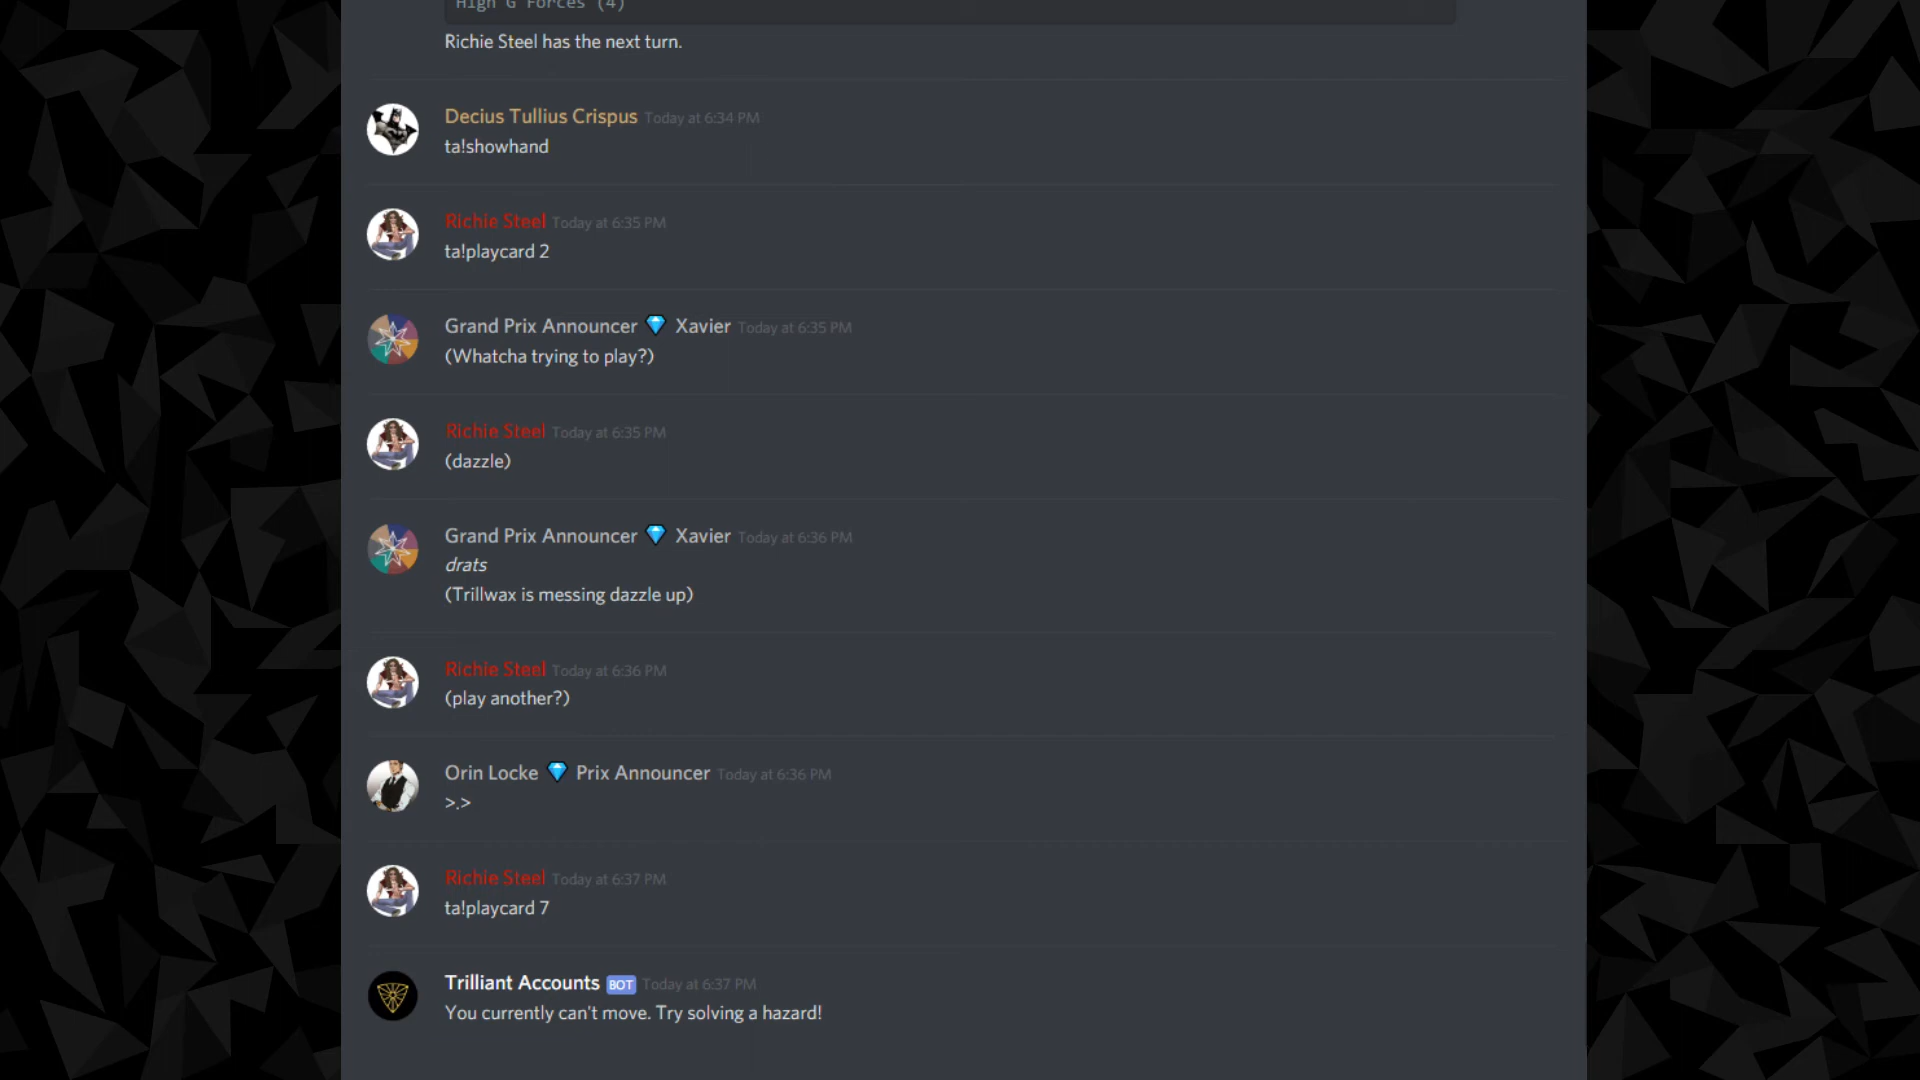 High G Forces (4)
Richie Steel has the next turn.
Decius Tullius Crispus Today at 6:34 PM
ta!showhand
Richie Steel Today at 6:35 PM
ta!playcard 2
Grand Prix Announcer 💎 Xavier Today at 6:35 PM
(Whatcha trying to play?)
Richie Steel Today at 6:35 PM
(dazzle)
Grand Prix Announcer 💎 Xavier Today at 6:36 PM
drats
(Trillwax is messing dazzle up)
Richie Steel Today at 6:36 PM
(play another?)
Orin Locke 💎 Prix Announcer Today at 6:36 PM
>.>
Richie Steel Today at 6:37 PM
ta!playcard 7
Trilliant Accounts BOT Today at 6:37 PM
You currently can't move. Try solving a hazard!